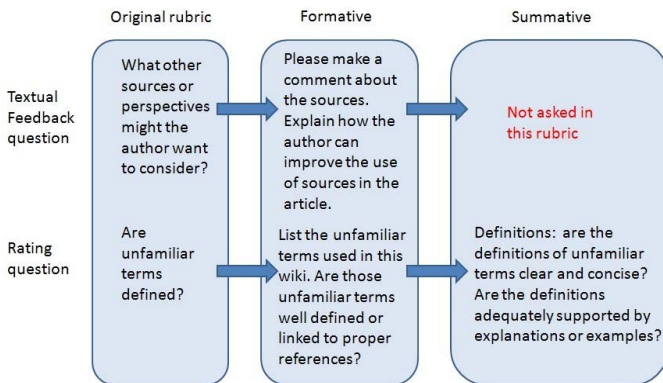 Original rubric
Formative
Summative
Textual
Feedback
question
What other
sources or
perspectives
might the
author want
to consider?
Please make a
comment about
the sources.
Explain how the
author can
improve the use
of sources in the
article.
Not asked in
this rubric
Rating
question
Are
unfamiliar
terms
defined?
List the unfamiliar
terms used in this
wiki. Are those
unfamiliar terms
well defined or
linked to proper
references?
Definitions: are the
definitions of unfamiliar
terms clear and concise?
Are the definitions
adequately supported by
explanations or examples?